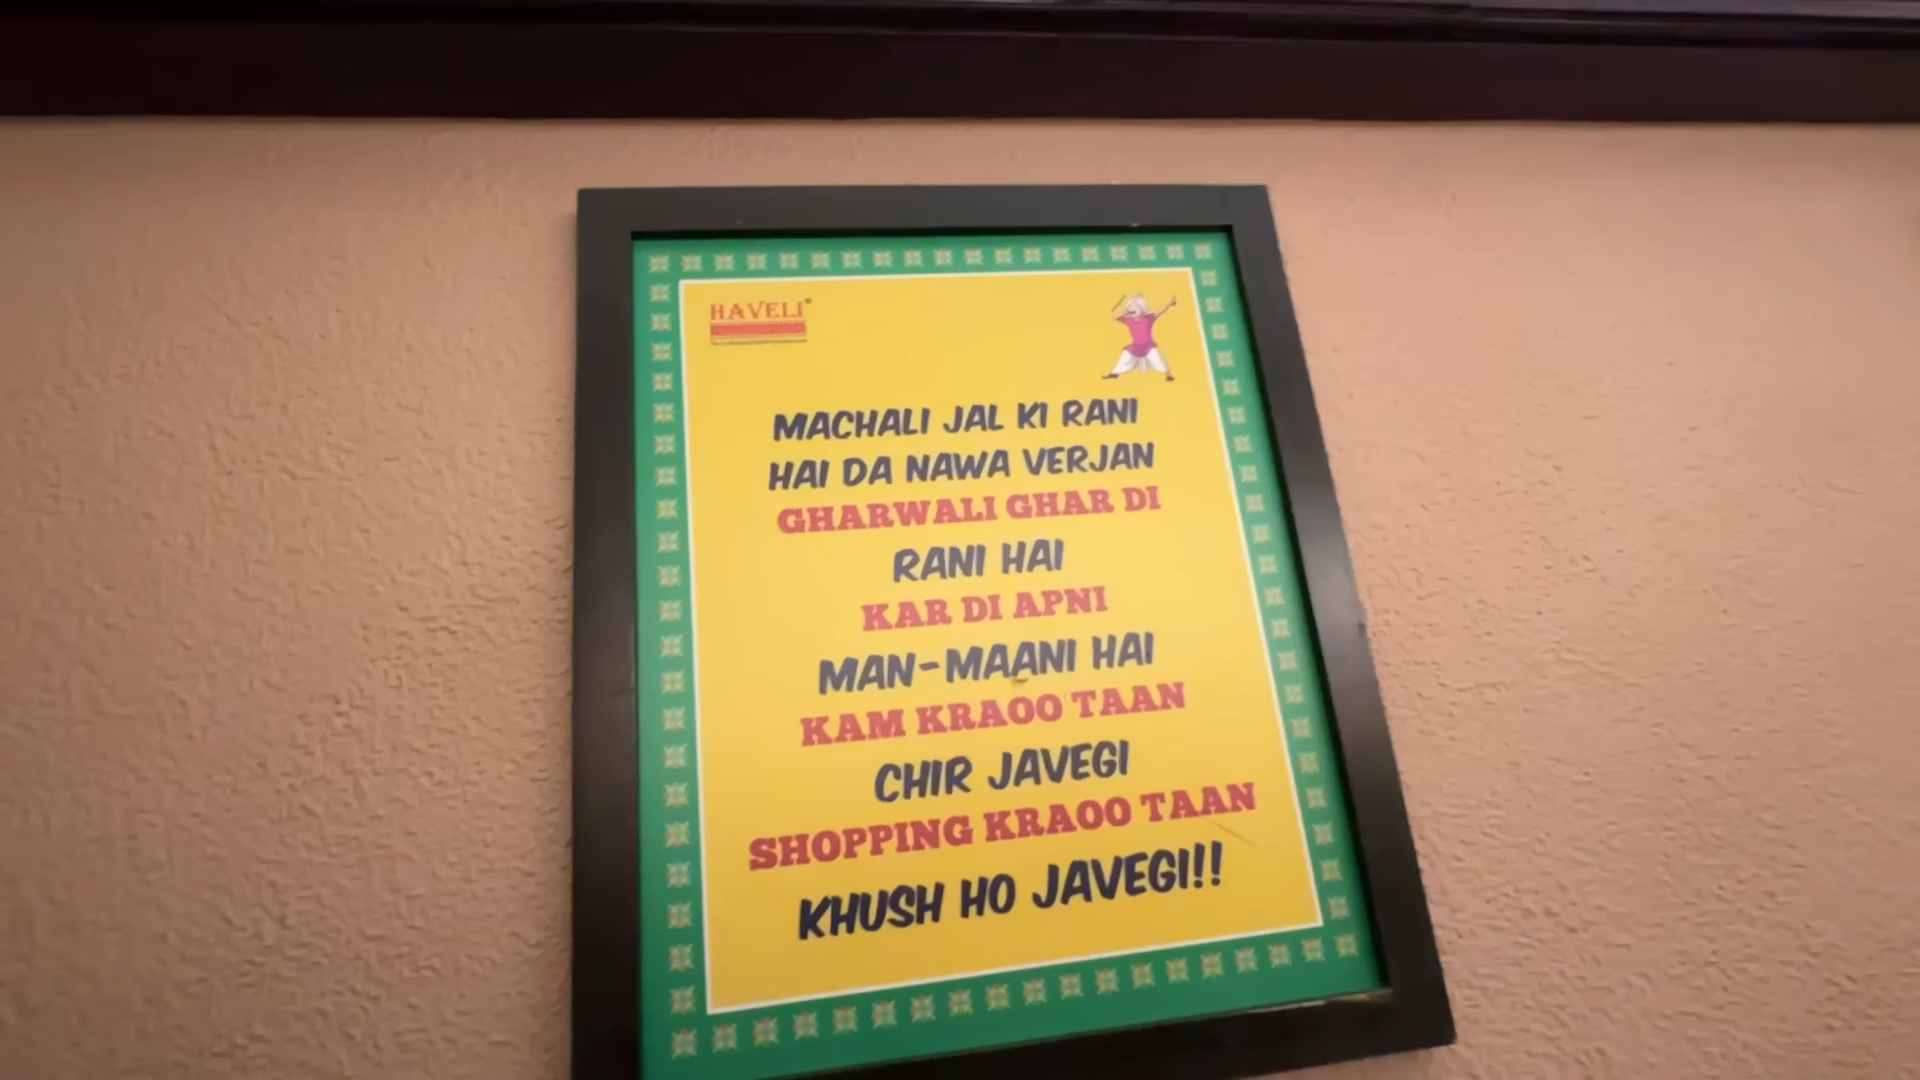 HAVELI
MACHALI JAL KI RANI
HAI DA NAWA VERJAN
GHARWALI GHAR DI
RANI HAI
KAR DI APNI
MAN-MAANI HAI
KAM KRAOO TAAN
CHIR JAVEGI
SHOPPING KRAOO TAAN
KHUSH HO JAVEGI!!